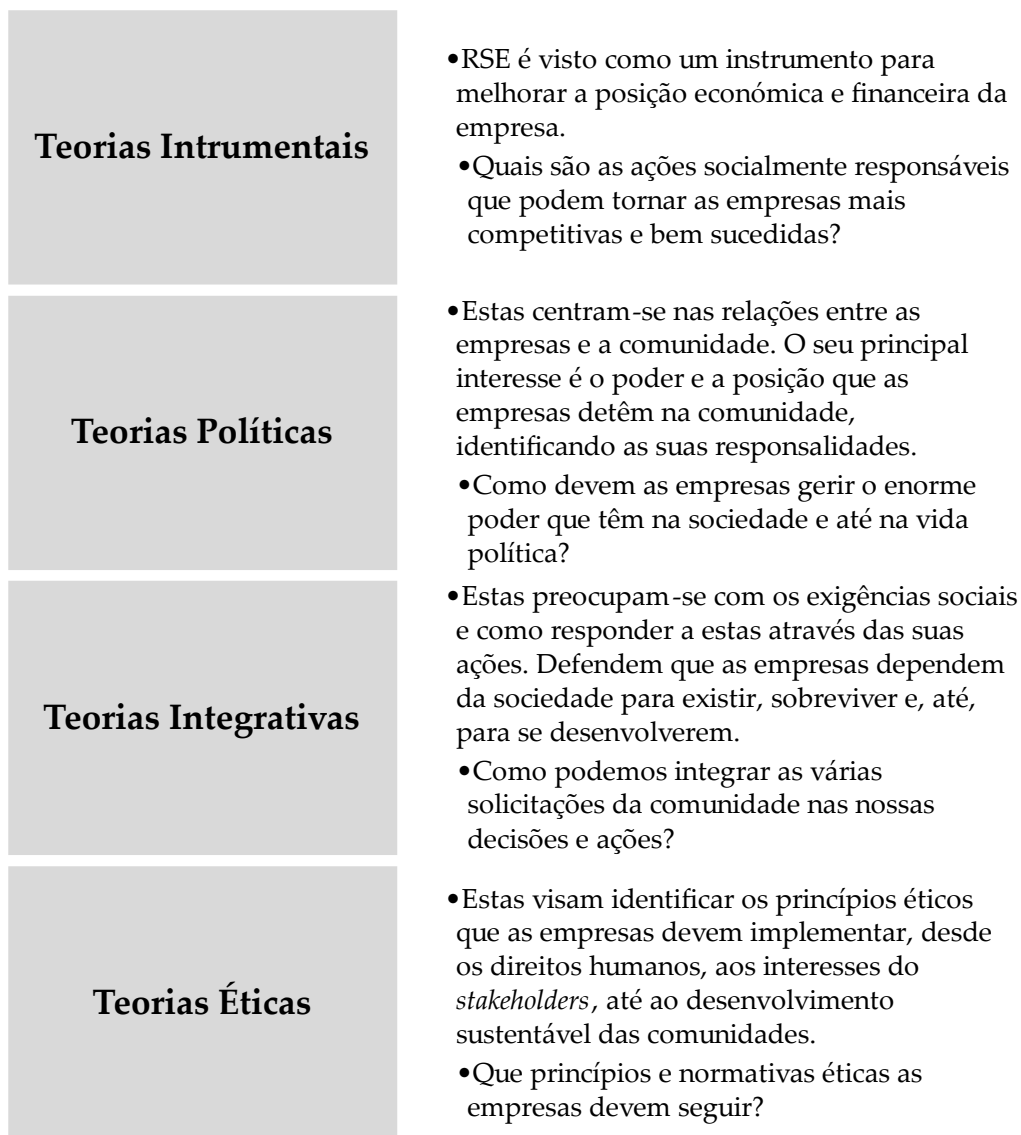 Teorias Intrumentais
•RSE é visto como um instrumento para
melhorar a posição económica e financeira da
empresa.
•Quais são as ações socialmente responsáveis
que podem tornar as empresas mais
competitivas e bem sucedidas?
Teorias Políticas
•Estas centram-se nas relações entre as
empresas e a comunidade. O seu principal
interesse é o poder e a posição que as
empresas detêm na comunidade,
identificando as suas responsalidades.
•Como devem as empresas gerir o enorme
poder que têm na sociedade e até na vida
política?
Teorias Integrativas
•Estas preocupam-se com os exigências sociais
e como responder a estas através das suas
ações. Defendem que as empresas dependem
da sociedade para existir, sobreviver e, até,
para se desenvolverem.
•Como podemos integrar as várias
solicitações da comunidade nas nossas
decisões e ações?
Teorias Éticas
•Estas visam identificar os princípios éticos
que as empresas devem implementar, desde
os direitos humanos, aos interesses do
stakeholders, até ao desenvolvimento
sustentável das comunidades.
•Que princípios e normativas éticas as
empresas devem seguir?